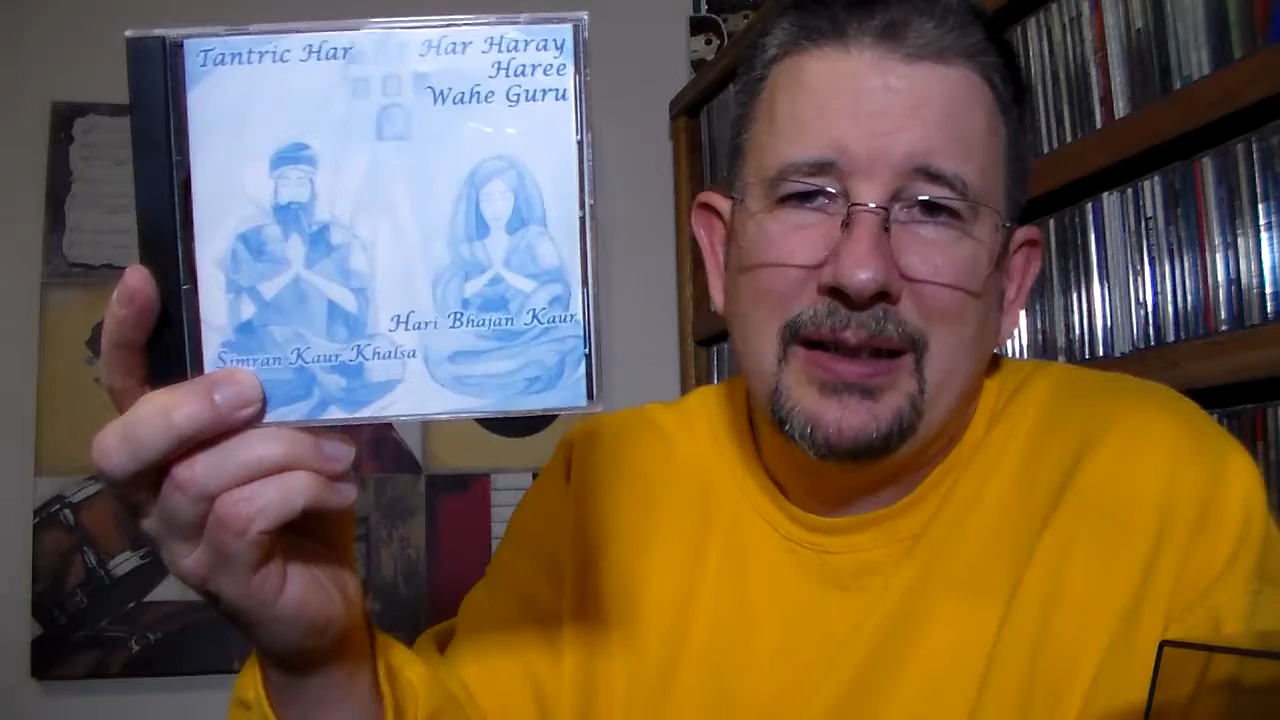 Tantric Har
Har Haray
Haree
Wahe Guru
Hari Bhajan Kaur
Simran Kaur Khalsa